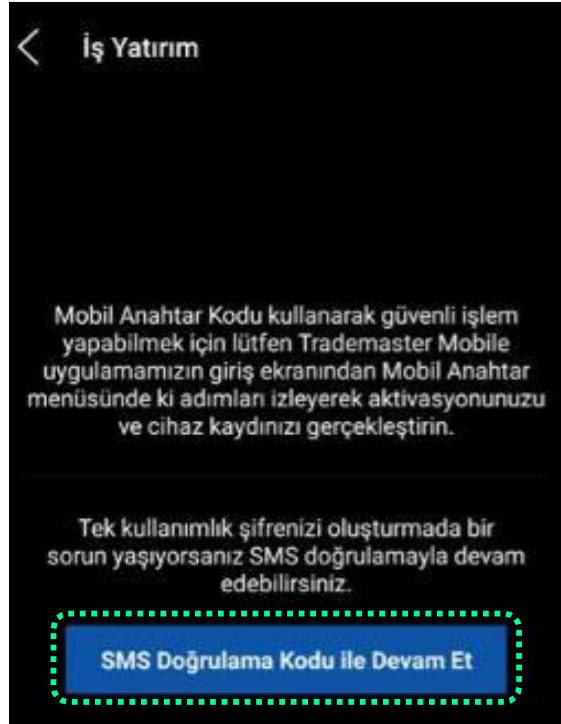 İş Yatırım
Mobil Anahtar Kodu kullanarak güvenli işlem
yapabilmek için lütfen Trademaster Mobile
uygulamamızın giriş ekranından Mobil Anahtar
menüsünde ki adımları izleyerek aktivasyonunuzu
ve cihaz kaydınızı gerçekleştirin.
Tek kullanımlık şifrenizi oluşturmada bir
sorun yaşıyorsanız SMS doğrulamayla devam
edebilirsiniz.
SMS Doğrulama Kodu ile Devam Et